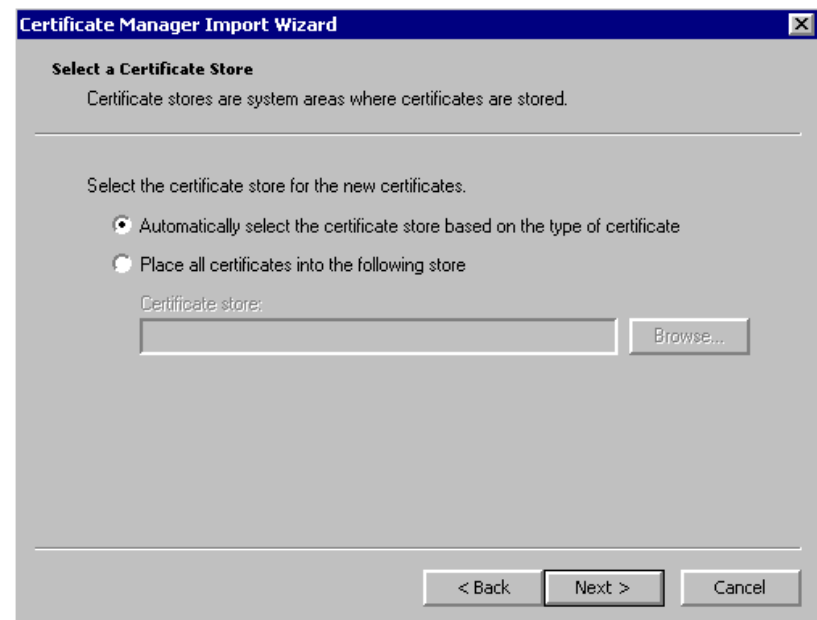 Certificate Manager Import Wizard
Select a Certificate Store
Certificate stores are system areas where certificates are stored.
Select the certificate store for the new certificates.
Automatically select the certificate store based on the type of certificate
Place all certificates into the following store
Certificate store:
Browse...
< Back Next > Cancel